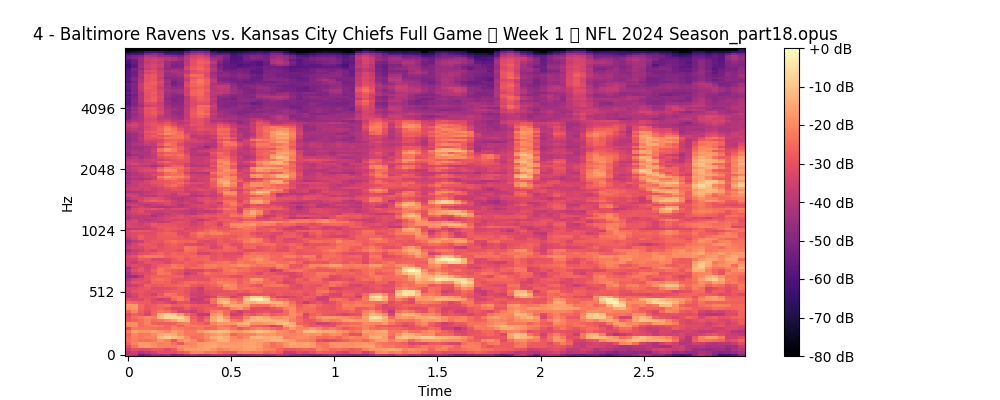 4 - Baltimore Ravens vs. Kansas City Chiefs Full Game ▯ Week 1 ▯ NFL 2024 Season_part18.opus
+0 dB
-10 dB
-20 dB
-30 dB
-40 dB
-50 dB
-60 dB
-70 dB
-80 dB
Hz
4096
2048
1024
512
0
0 0.5 1 1.5 2 2.5
Time